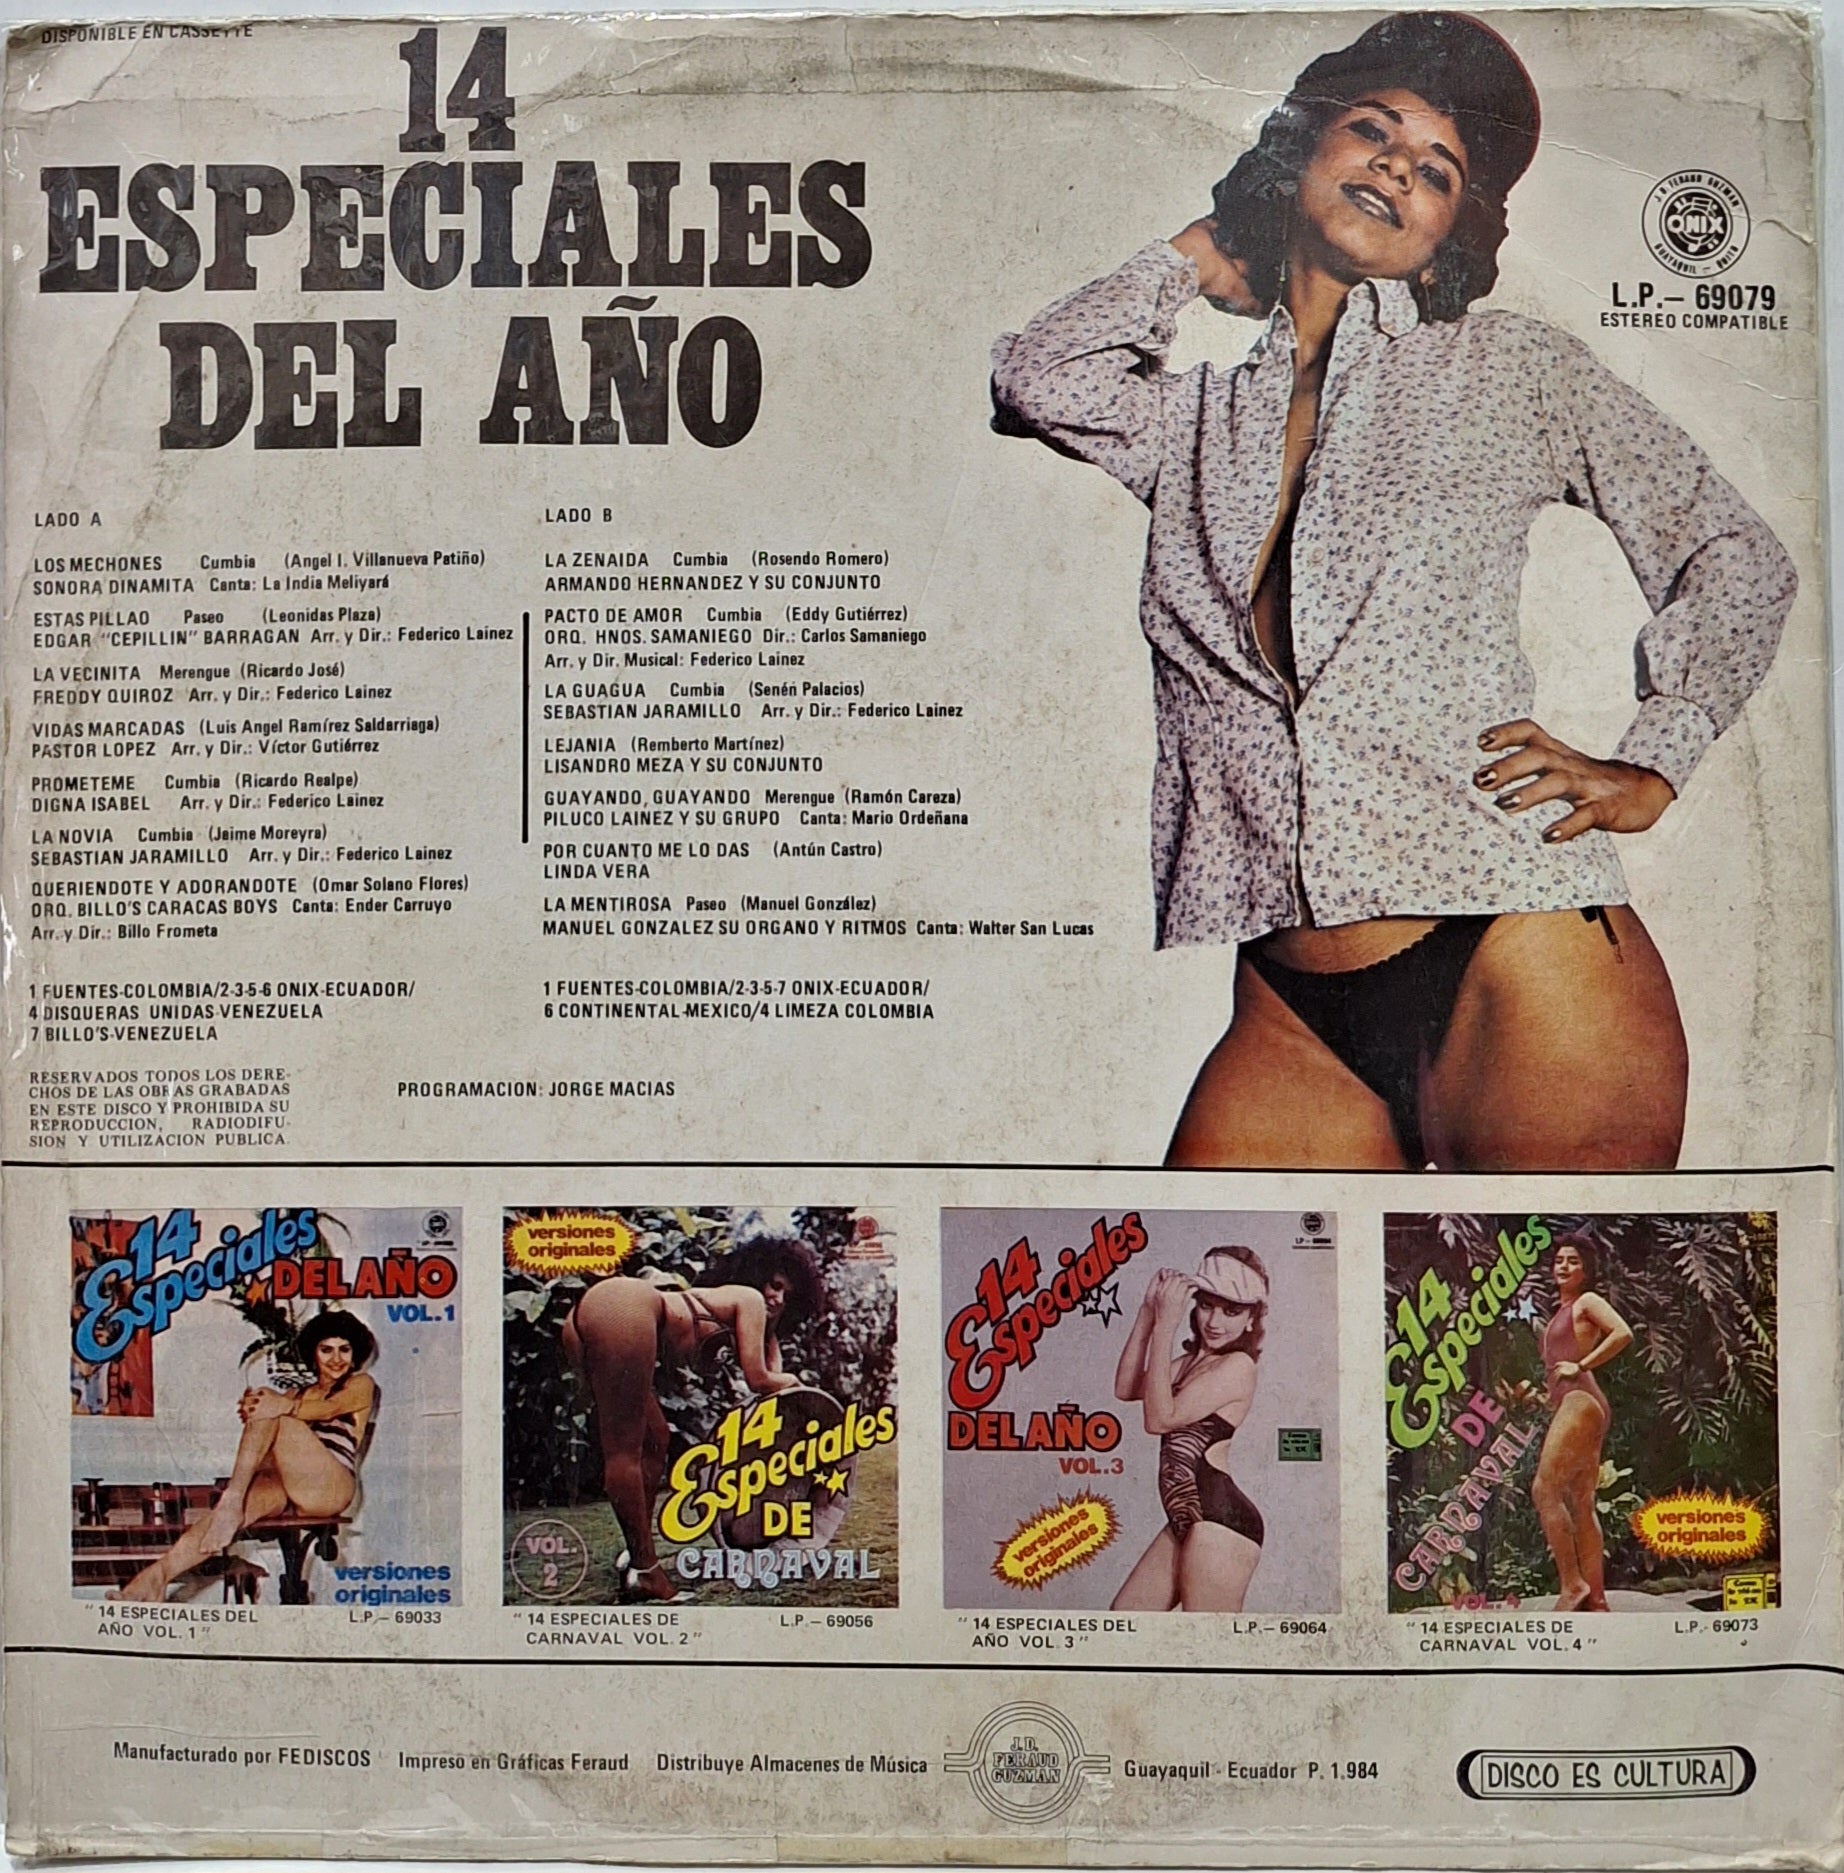 DISPONIBLE EN CASSETTE
14
ESPECIALES
DEL AÑO
J.D. FERAUD GUZMAN
ONIX
GUAYAQUIL - QUITO
L.P.- 69079
ESTEREO COMPATIBLE
LADO A
LOS MECHONES Cumbia (Angel I. Villanueva Patiño)
SONORA DINAMITA Canta: La India Meliyará
ESTAS PILLAO Paseo (Leonidas Plaza)
EDGAR "CEPILLIN" BARRAGAN Arr. y Dir.: Federico Lainez
LA VECINITA Merengue (Ricardo José)
FREDDY QUIROZ Arr. y Dir.: Federico Lainez
VIDAS MARCADAS (Luis Angel Ramírez Saldarriaga)
PASTOR LOPEZ Arr. y Dir.: Víctor Gutiérrez
PROMETEME Cumbia (Ricardo Realpe)
DIGNA ISABEL Arr. y Dir.: Federico Lainez
LA NOVIA Cumbia (Jaime Moreyra)
SEBASTIAN JARAMILLO Arr. y Dir.: Federico Lainez
QUERIENDOTE Y ADORANDOTE (Omar Solano Flores)
ORQ. BILLO'S CARACAS BOYS Canta: Ender Carruyo
Arr. y Dir.: Billo Frometa
1 FUENTES-COLOMBIA/2-3-5-6 ONIX-ECUADOR/
4 DISQUERAS UNIDAS-VENEZUELA
7 BILLO'S-VENEZUELA
LADO B
LA ZENAIDA Cumbia (Rosendo Romero)
ARMANDO HERNANDEZ Y SU CONJUNTO
PACTO DE AMOR Cumbia (Eddy Gutiérrez)
ORQ. HNOS. SAMANIEGO Dir.: Carlos Samaniego
Arr. y Dir. Musical: Federico Lainez
LA GUAGUA Cumbia (Senén Palacios)
SEBASTIAN JARAMILLO Arr. y Dir.: Federico Lainez
LEJANIA (Remberto Martínez)
LISANDRO MEZA Y SU CONJUNTO
GUAYANDO, GUAYANDO Merengue (Ramón Careza)
PILUCO LAINEZ Y SU GRUPO Canta: Mario Ordeñana
POR CUANTO ME LO DAS (Antún Castro)
LINDA VERA
LA MENTIROSA Paseo (Manuel González)
MANUEL GONZALEZ SU ORGANO Y RITMOS Canta: Walter San Lucas
1 FUENTES-COLOMBIA/2-3-5-7 ONIX-ECUADOR/
6 CONTINENTAL-MEXICO/4 LIMEZA COLOMBIA
RESERVADOS TODOS LOS DERE-
CHOS DE LAS OBRAS GRABADAS
EN ESTE DISCO Y PROHIBIDA SU
REPRODUCCION, RADIODIFU-
SION Y UTILIZACION PUBLICA.
PROGRAMACION: JORGE MACIAS
14
Especiales
DEL AÑO
VOL.1
versiones
originales
"14 ESPECIALES DEL
AÑO VOL. 1"
L.P.- 69033
versiones
originales
14
Especiales
DE
CARNAVAL
VOL.
2
"14 ESPECIALES DE
CARNAVAL VOL. 2"
L.P.- 69056
14
Especiales
DEL AÑO
VOL.3
versiones
originales
"14 ESPECIALES DEL
AÑO VOL. 3"
L.P.- 69064
14
Especiales
DE
CARNAVAL
VOL. 4
versiones
originales
"14 ESPECIALES DE
CARNAVAL VOL. 4"
L.P.- 69073
Manufacturado por FEDISCOS Impreso en Gráficas Feraud Distribuye Almacenes de Música
J.D.
FERAUD
GUZMAN
Guayaquil - Ecuador P. 1.984
DISCO ES CULTURA